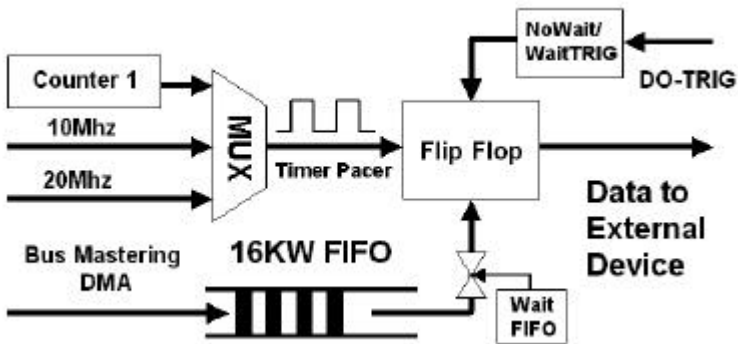 NoWait/
WaitTRIG
DO-TRIG
Counter 1
10Mhz
20Mhz
MUX
Timer Pacer
Flip Flop
Data to
External
Device
Bus Mastering
DMA
16KW FIFO
Wait
FIFO